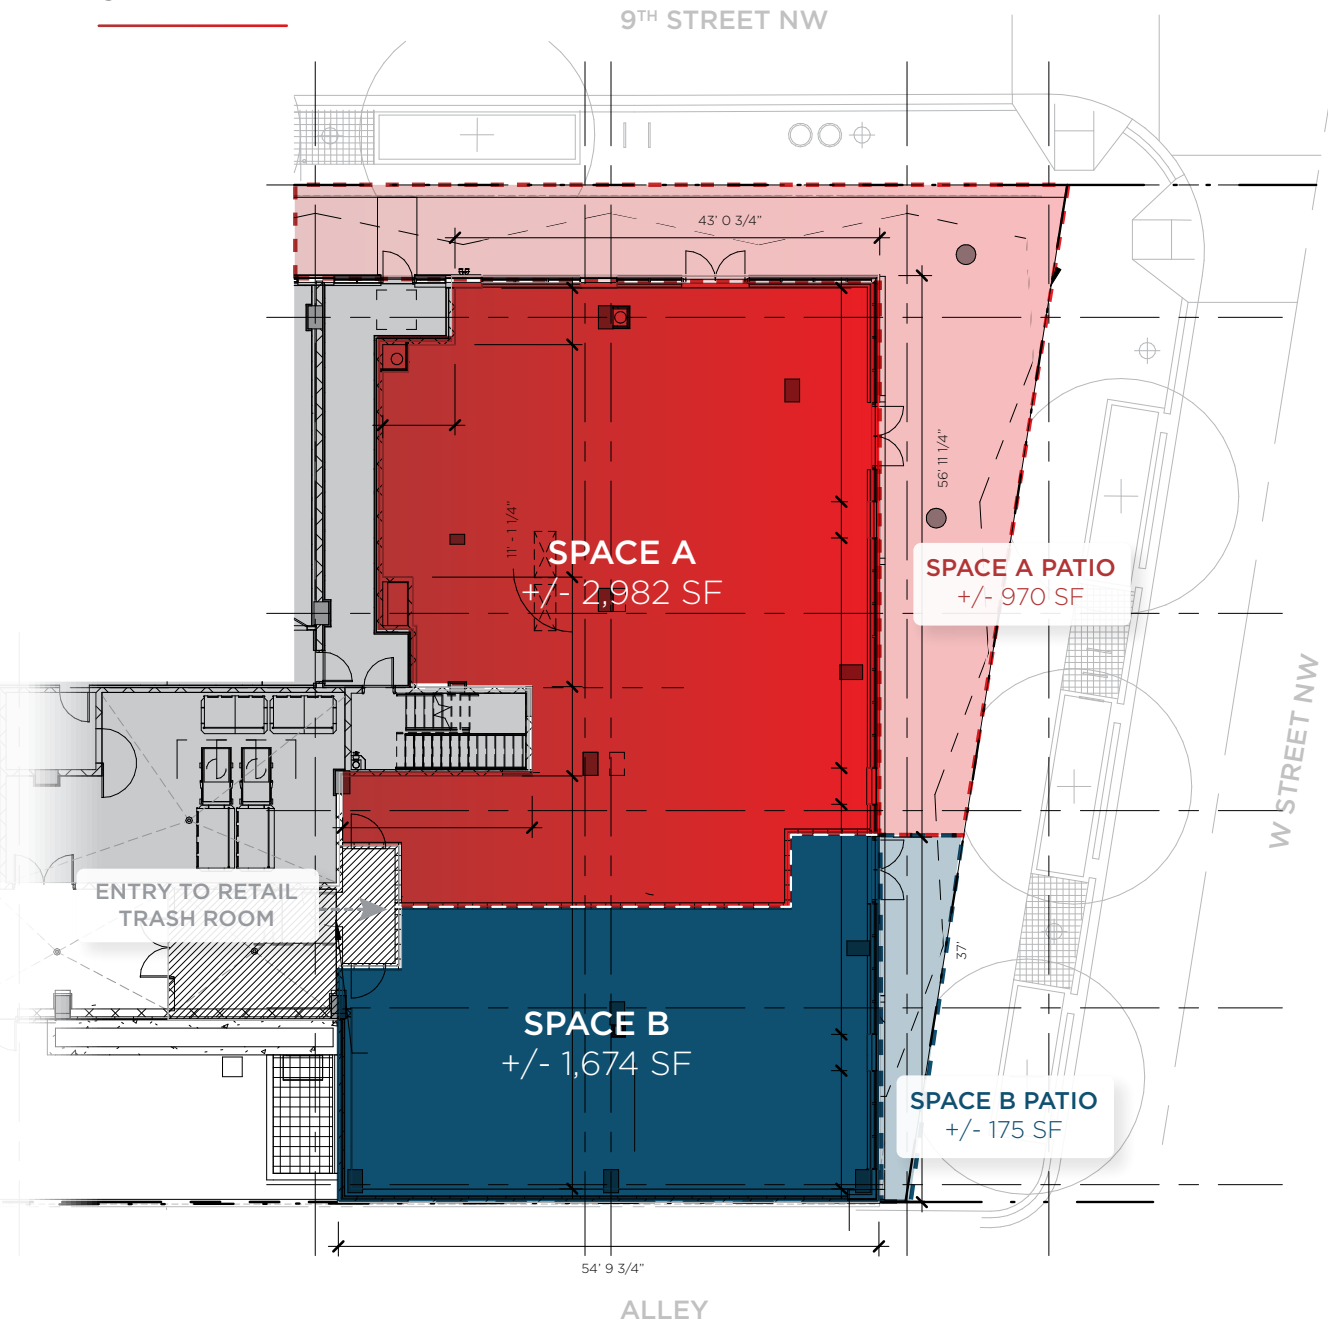 9TH STREET NW
43' 0 3/4"
56' 11 1/4"
11' - 1 1/4"
SPACE A
+/- 2,982 SF
SPACE A PATIO
+/- 970 SF
W STREET NW
ENTRY TO RETAIL
TRASH ROOM
37'
SPACE B
+/- 1,674 SF
SPACE B PATIO
+/- 175 SF
54' 9 3/4"
ALLEY